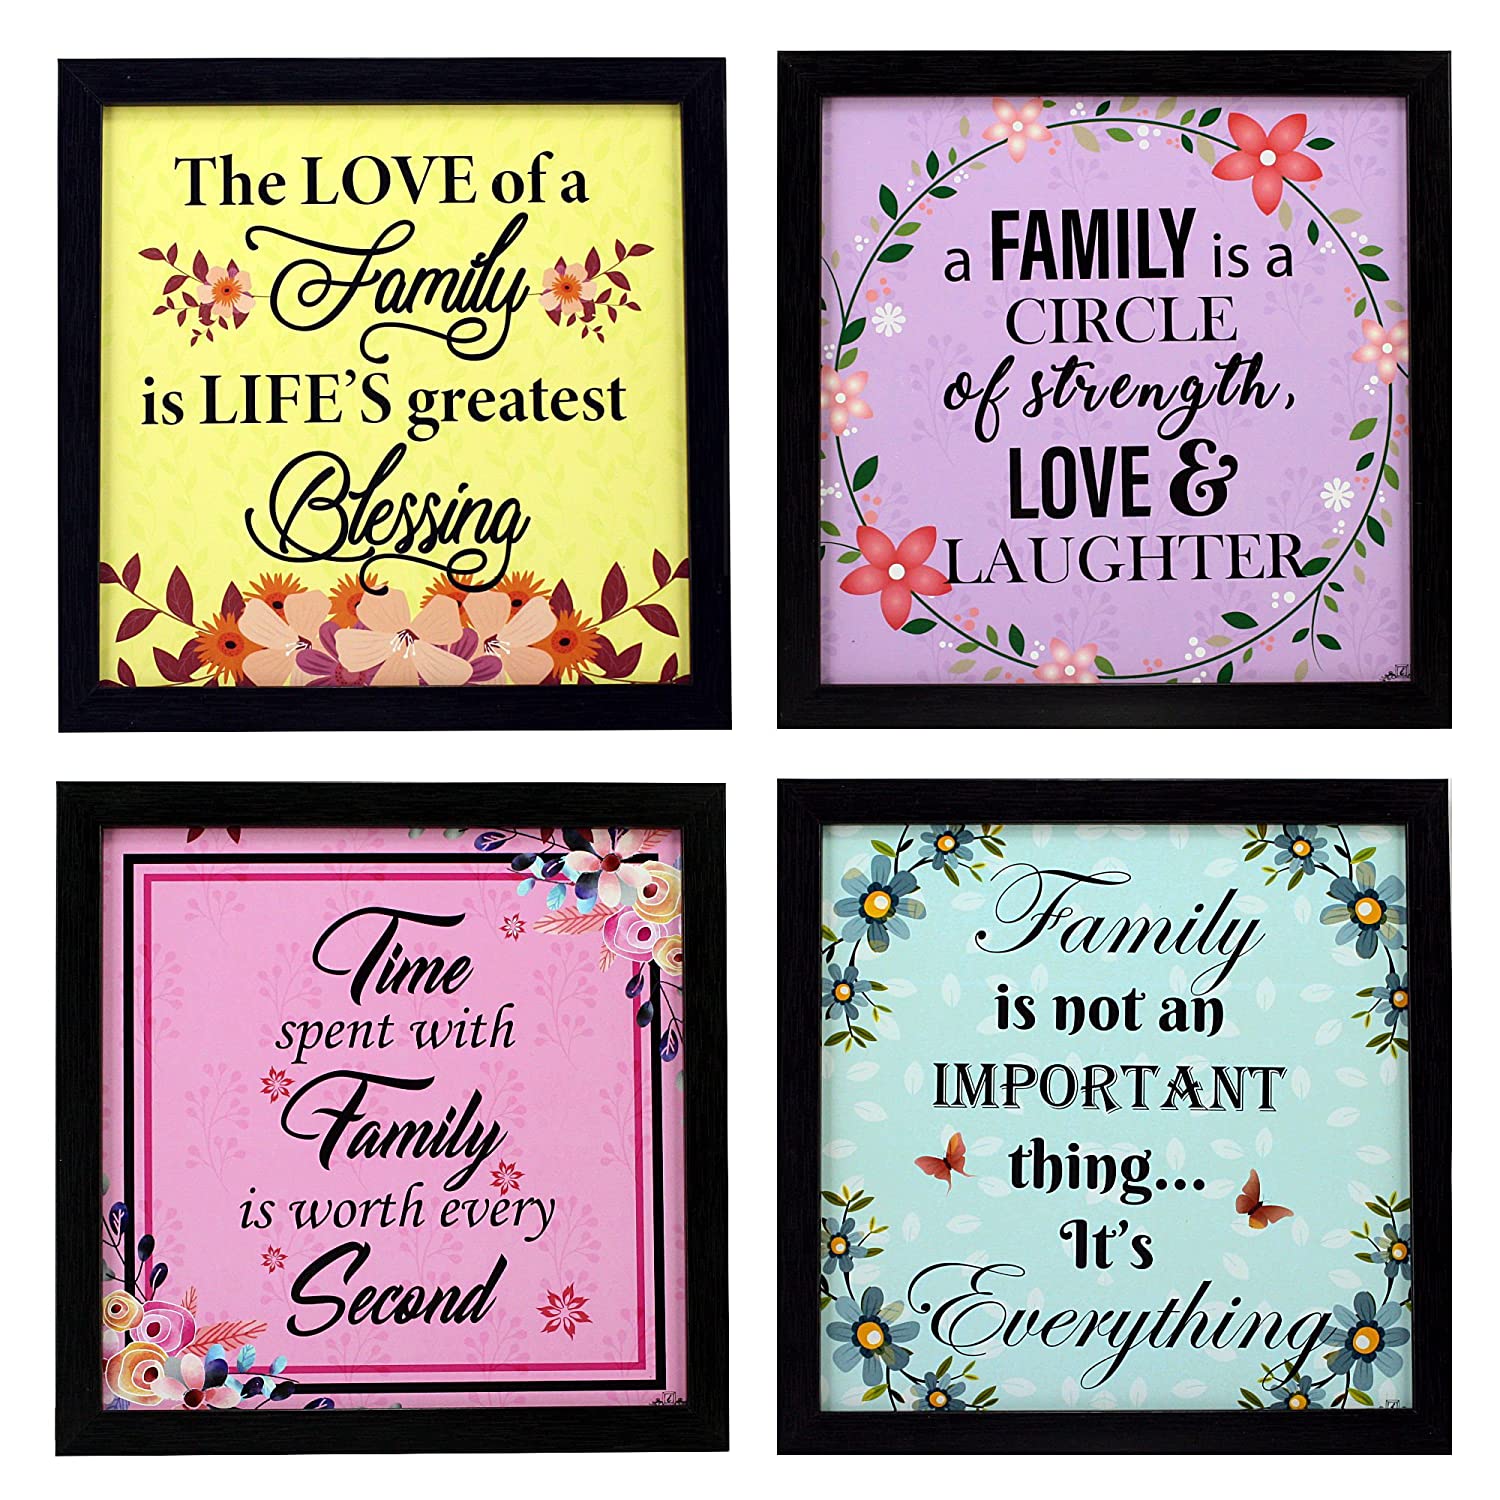 The LOVE of a
Family
is LIFE'S greatest
Blessing
a FAMILY is a
CIRCLE
of strength,
LOVE &
LAUGHTER
Time
spent with
Family
is worth every
Second
Family
is not an
IMPORTANT
thing...
It's
Everything